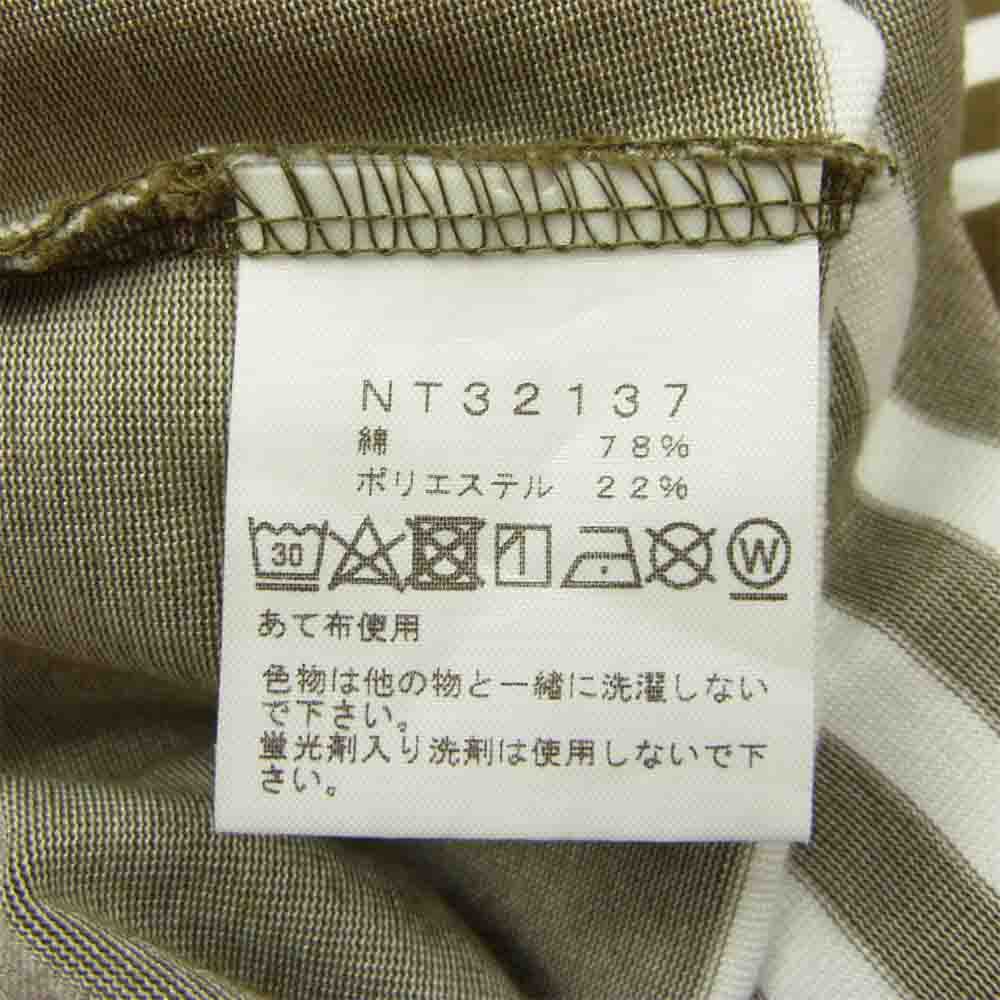 NT32137
綿 78%
ポリエステル 22%
30 W
あて布使用
色物は他の物と一緒に洗濯しない
で下さい。
蛍光剤入り洗剤は使用しないで下
さい。